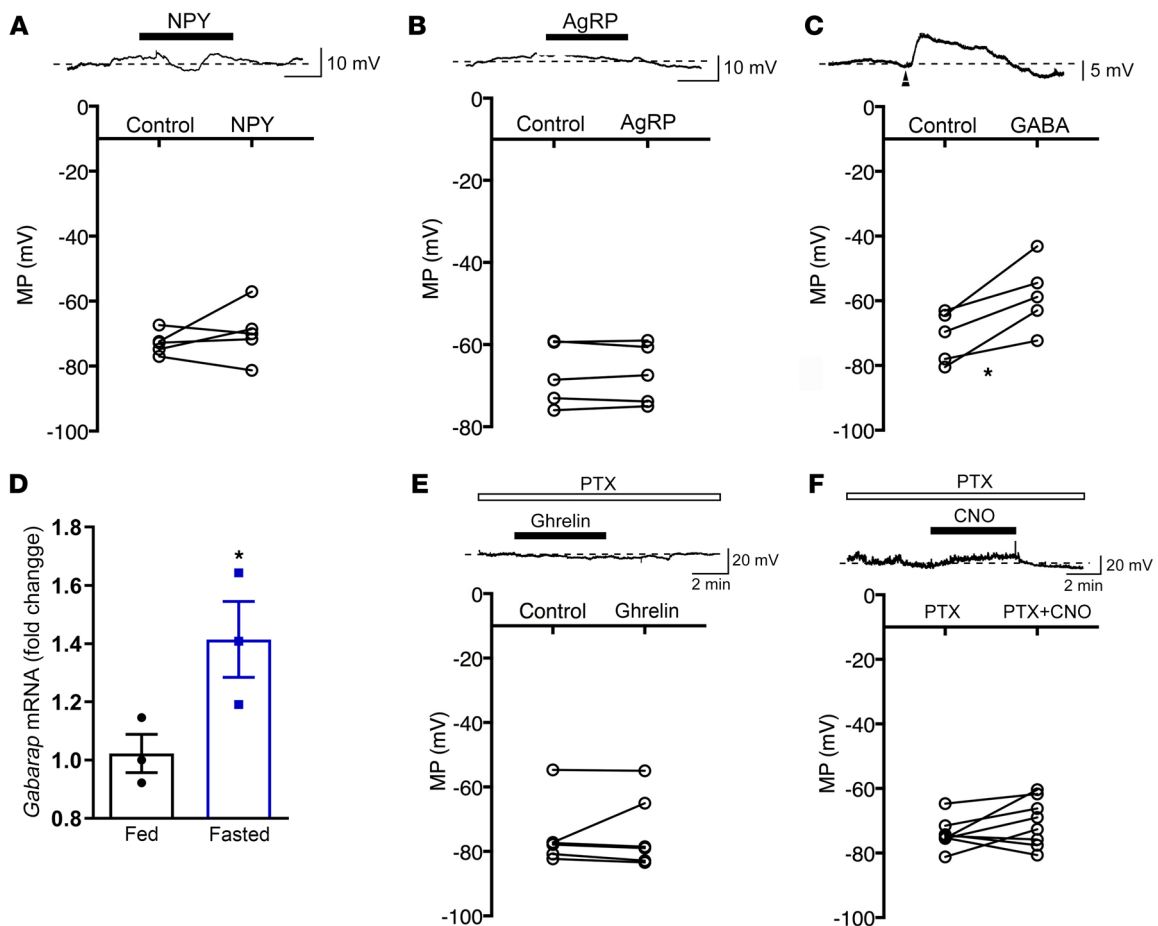 A
NPY
10 mV
0
Control NPY
-20
-40
MP (mV)
-60
-80
-100
B
AgRP
10 mV
0
Control AgRP
-20
-40
MP (mV)
-60
-80
C
5 mV
0
Control GABA
-20
-40
MP (mV)
-60
-80
*
-100
D
1.8
*
1.6
1.4
1.2
1.0
0.8
Gabarap mRNA (fold changge)
Fed Fasted
E
PTX
Ghrelin
20 mV
2 min
0
Control Ghrelin
-20
-40
MP (mV)
-60
-80
-100
F
PTX
CNO
20 mV
2 min
0
PTX PTX+CNO
-20
-40
MP (mV)
-60
-80
-100